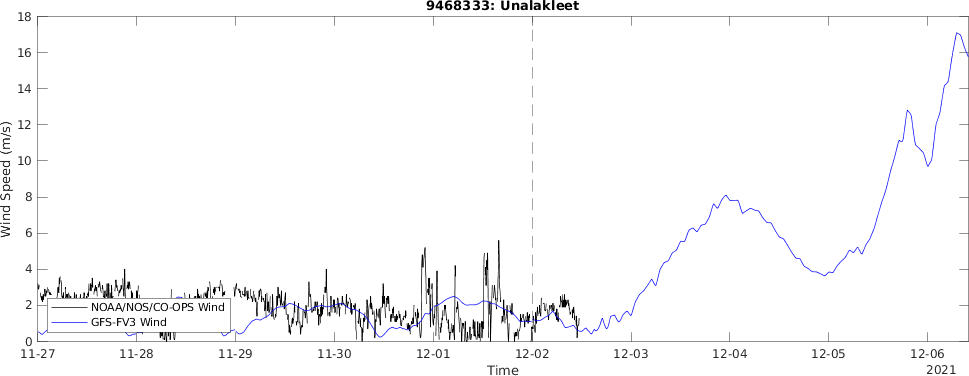 9468333: Unalakleet
Wind Speed (m/s)
18
16
14
12
10
8
6
4
2
0
NOAA/NOS/CO-OPS Wind
GFS-FV3 Wind
11-27 11-28 11-29 11-30 12-01 12-02 12-03 12-04 12-05 12-06
Time
2021